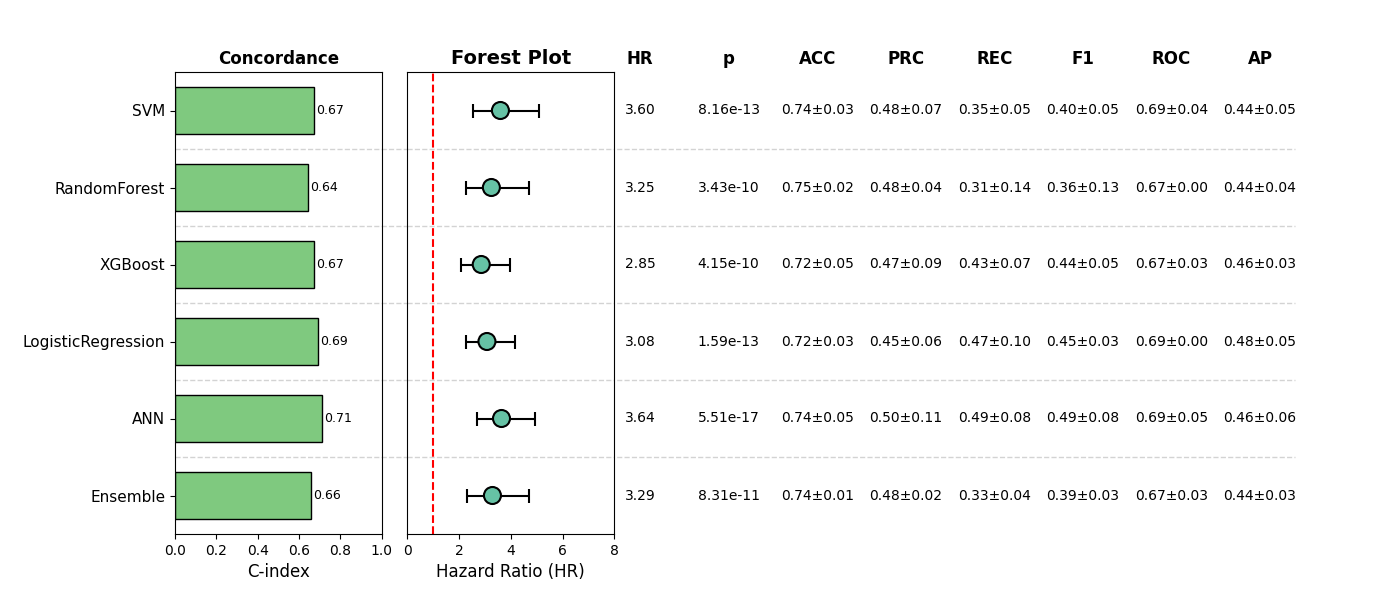 Concordance Forest Plot HR p ACC PRC REC F1 ROC AP
SVM 0.67 3.60 8.16e-13 0.74±0.03 0.48±0.07 0.35±0.05 0.40±0.05 0.69±0.04 0.44±0.05
RandomForest 0.64 3.25 3.43e-10 0.75±0.02 0.48±0.04 0.31±0.14 0.36±0.13 0.67±0.00 0.44±0.04
XGBoost 0.67 2.85 4.15e-10 0.72±0.05 0.47±0.09 0.43±0.07 0.44±0.05 0.67±0.03 0.46±0.03
LogisticRegression 0.69 3.08 1.59e-13 0.72±0.03 0.45±0.06 0.47±0.10 0.45±0.03 0.69±0.00 0.48±0.05
ANN 0.71 3.64 5.51e-17 0.74±0.05 0.50±0.11 0.49±0.08 0.49±0.08 0.69±0.05 0.46±0.06
Ensemble 0.66 3.29 8.31e-11 0.74±0.01 0.48±0.02 0.33±0.04 0.39±0.03 0.67±0.03 0.44±0.03
0.0 0.2 0.4 0.6 0.8 1.0 0 2 4 6 8
C-index Hazard Ratio (HR)